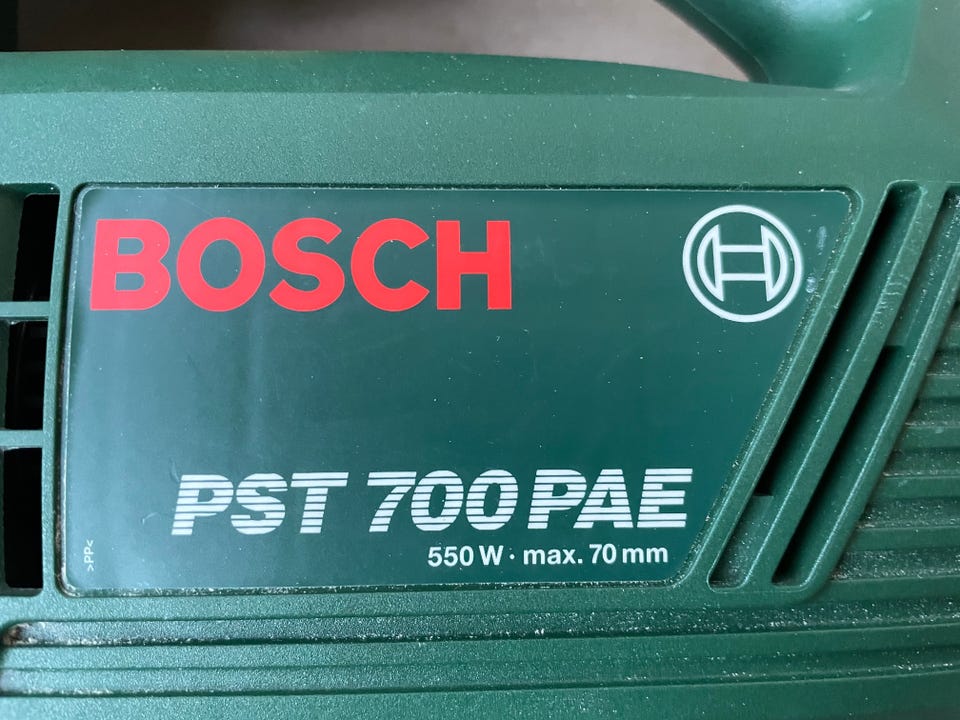 BOSCH
PST 700 PAE
550 W · max. 70 mm
>PP<